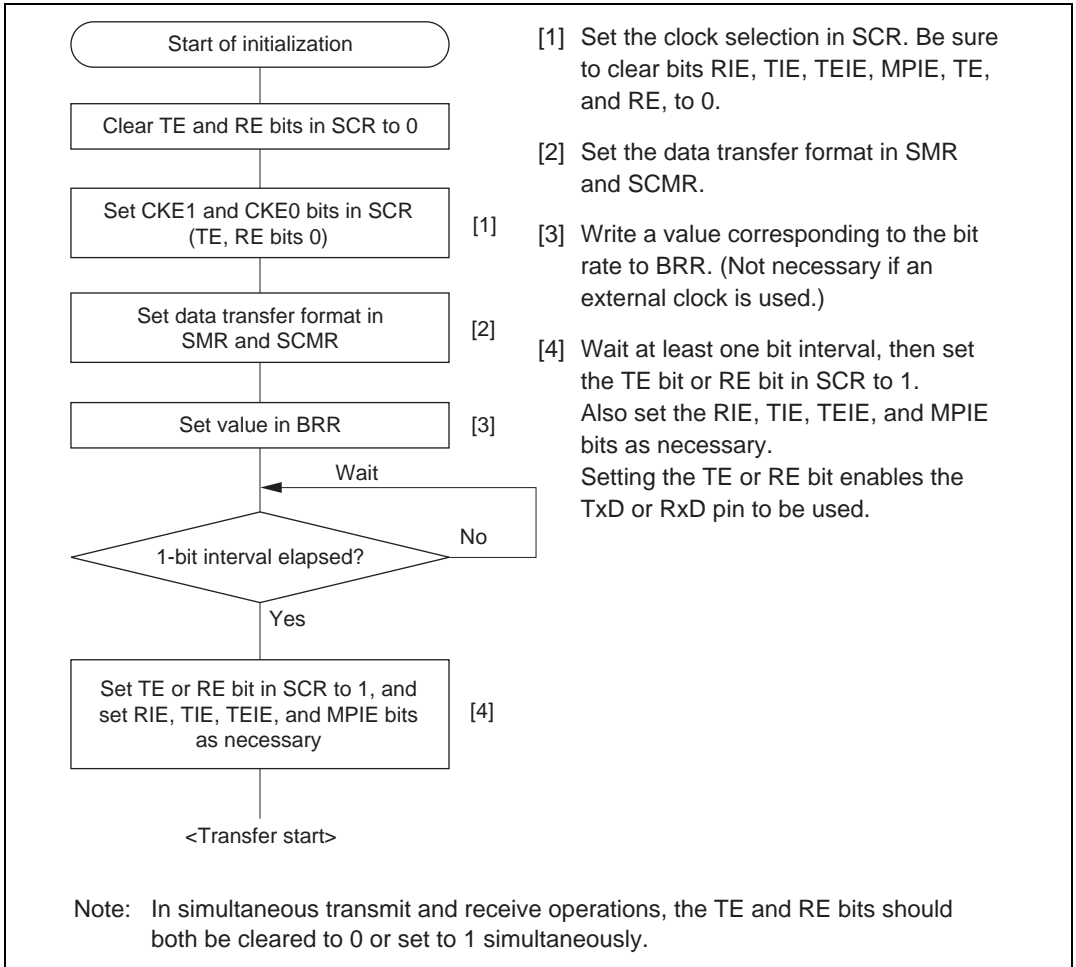 Start of initialization
Clear TE and RE bits in SCR to 0
Set CKE1 and CKE0 bits in SCR
(TE, RE bits 0)
[1]
Set data transfer format in
SMR and SCMR
[2]
Set value in BRR
[3]
Wait
1-bit interval elapsed?
No
Yes
Set TE or RE bit in SCR to 1, and
set RIE, TIE, TEIE, and MPIE bits
as necessary
[4]
<Transfer start>
[1] Set the clock selection in SCR. Be sure
to clear bits RIE, TIE, TEIE, MPIE, TE,
and RE, to 0.
[2] Set the data transfer format in SMR
and SCMR.
[3] Write a value corresponding to the bit
rate to BRR. (Not necessary if an
external clock is used.)
[4] Wait at least one bit interval, then set
the TE bit or RE bit in SCR to 1.
Also set the RIE, TIE, TEIE, and MPIE
bits as necessary.
Setting the TE or RE bit enables the
TxD or RxD pin to be used.
Note: In simultaneous transmit and receive operations, the TE and RE bits should
both be cleared to 0 or set to 1 simultaneously.